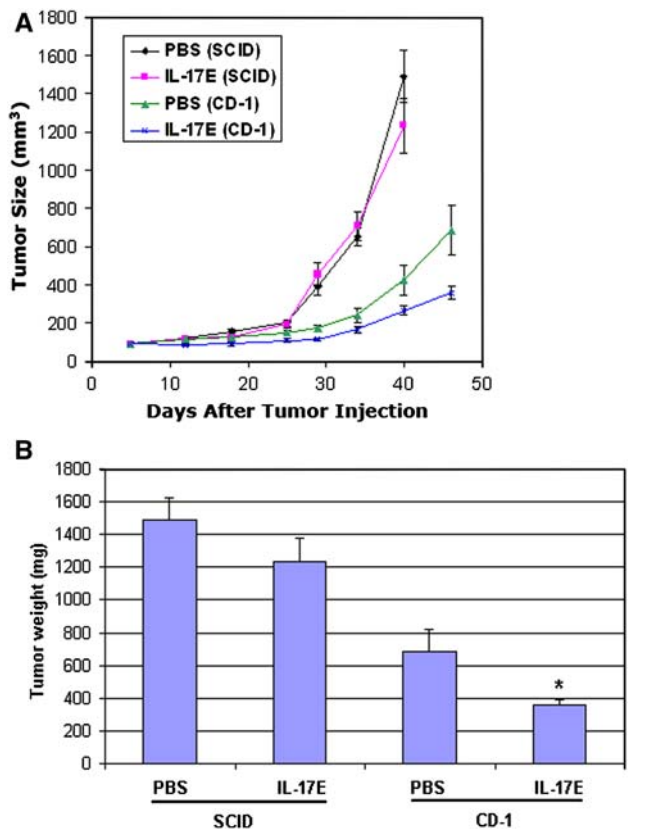 A
Tumor Size (mm³)
1800
1600
1400
1200
1000
800
600
400
200
0
PBS (SCID)
IL-17E (SCID)
PBS (CD-1)
IL-17E (CD-1)
0 10 20 30 40 50
Days After Tumor Injection
B
Tumor weight (mg)
1800
1600
1400
1200
1000
800
600
400
200
0
*
PBS IL-17E PBS IL-17E
SCID CD-1